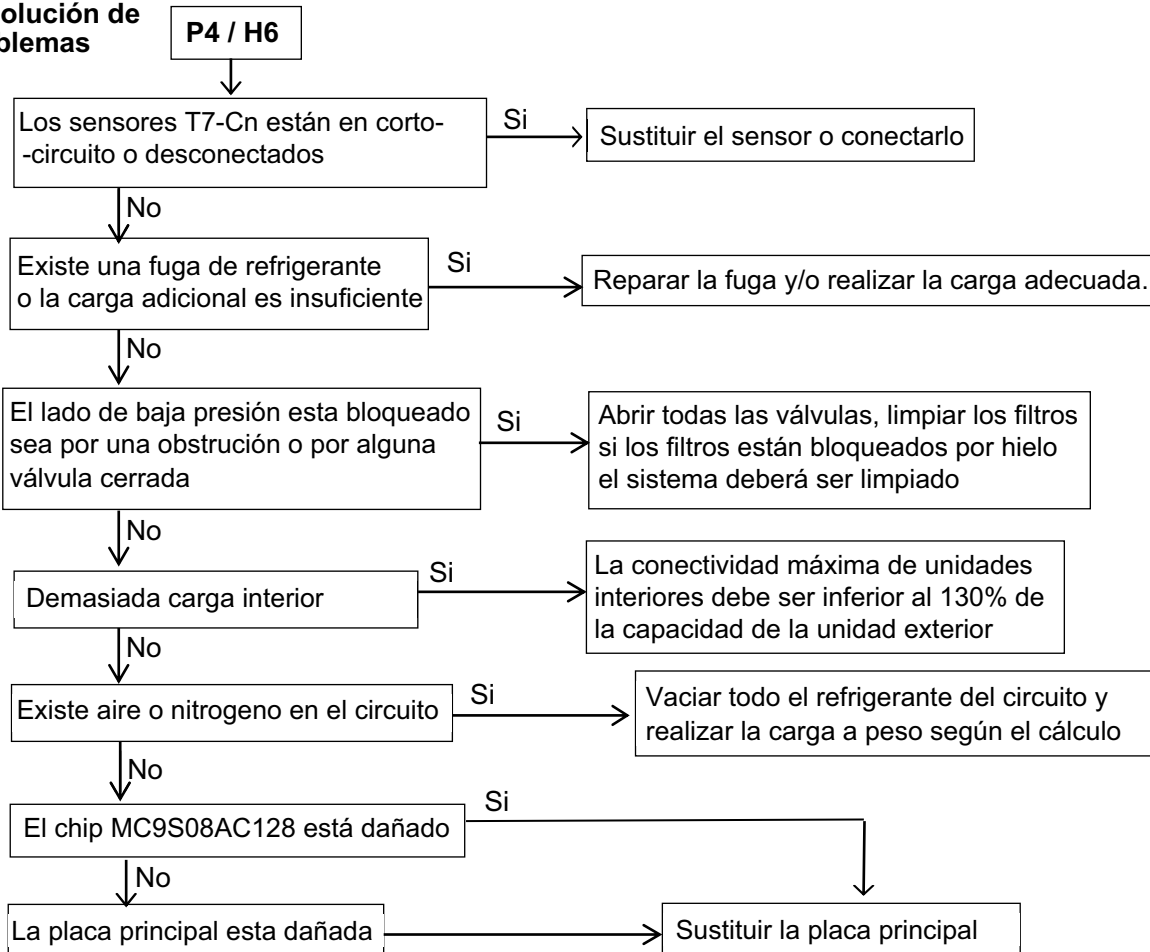 olución de
blemas
P4 / H6
Los sensores T7-Cn están en corto-
-circuito o desconectados
Si
Sustituir el sensor o conectarlo
No
Existe una fuga de refrigerante
o la carga adicional es insuficiente
Si
Reparar la fuga y/o realizar la carga adecuada.
No
El lado de baja presión esta bloqueado
sea por una obstrucción o por alguna
válvula cerrada
Si
Abrir todas las válvulas, limpiar los filtros
si los filtros están bloqueados por hielo
el sistema deberá ser limpiado
No
Demasiada carga interior
Si
La conectividad máxima de unidades
interiores debe ser inferior al 130% de
la capacidad de la unidad exterior
No
Existe aire o nitrogeno en el circuito
Si
Vaciar todo el refrigerante del circuito y
realizar la carga a peso según el cálculo
No
El chip MC9S08AC128 está dañado
Si
No
La placa principal esta dañada
Sustituir la placa principal